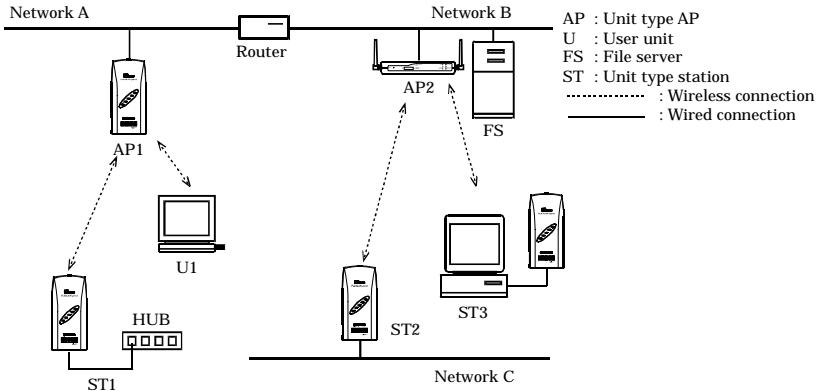 Network A
Network B
Router
AP : Unit type AP
U : User unit
FS : File server
ST : Unit type station
: Wireless connection
: Wired connection
AP1
AP2
FS
U1
HUB
ST1
ST2
ST3
Network C